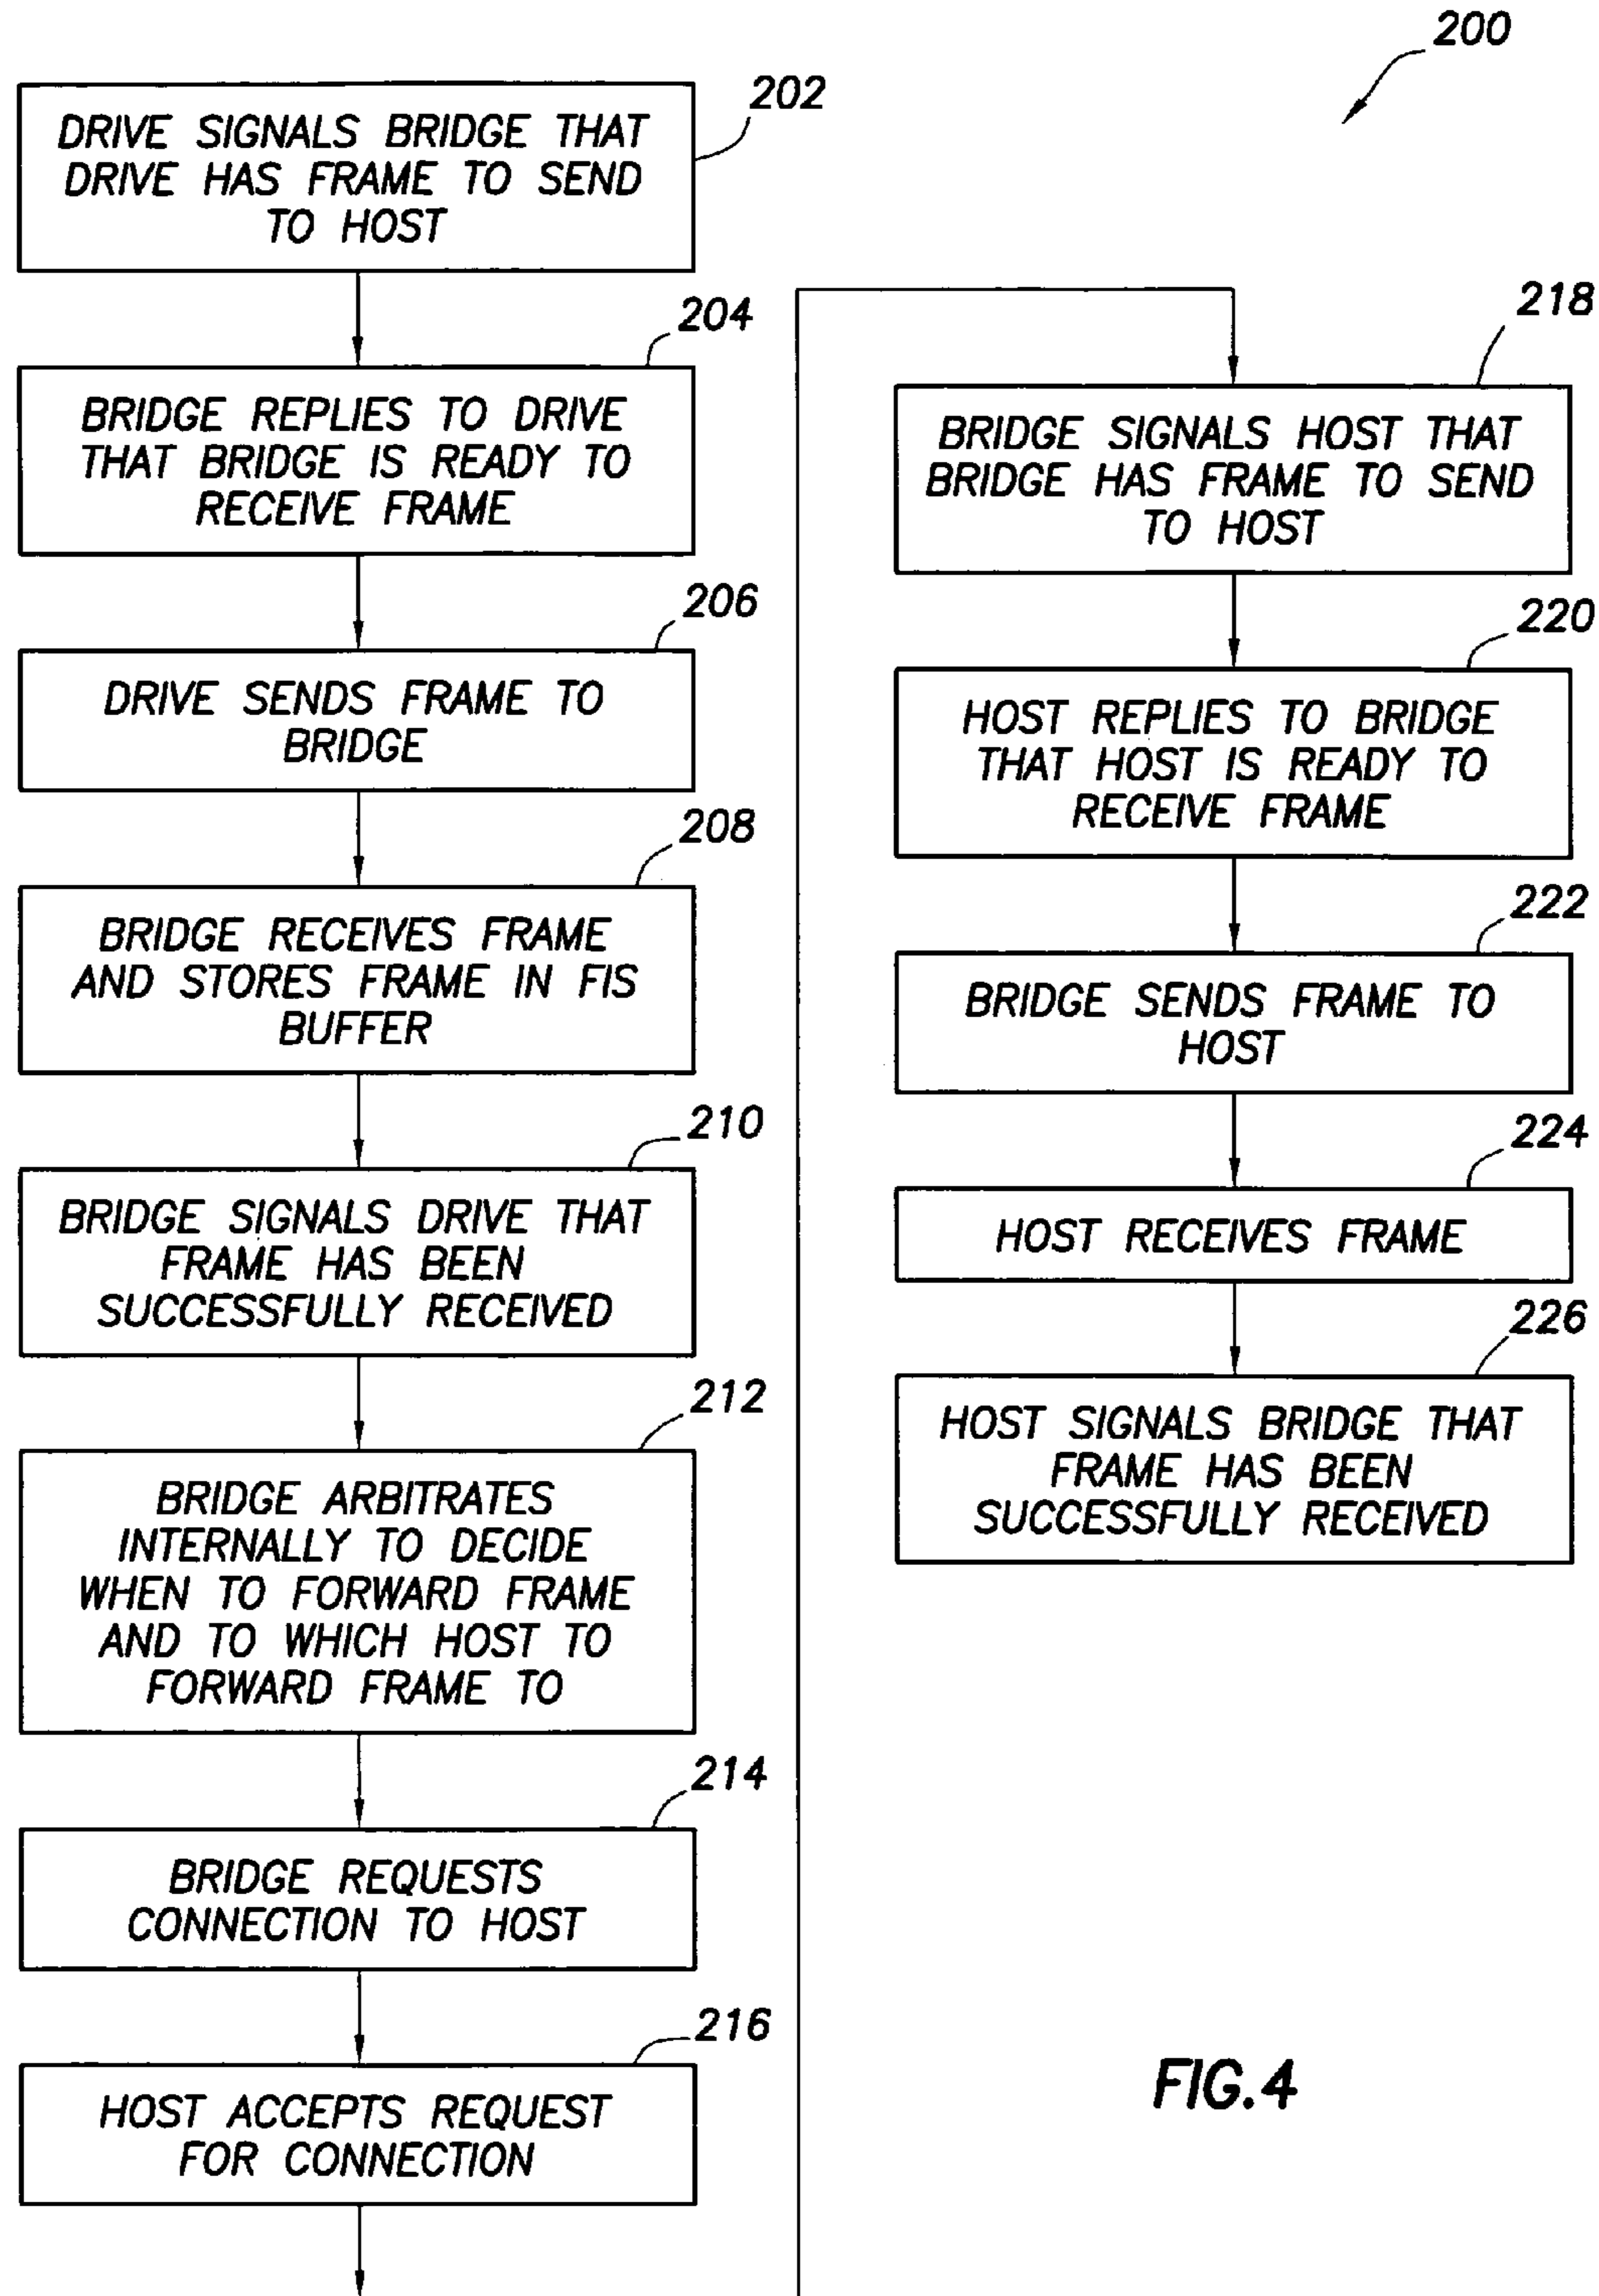 200
202
DRIVE SIGNALS BRIDGE THAT
DRIVE HAS FRAME TO SEND
TO HOST
204
BRIDGE REPLIES TO DRIVE
THAT BRIDGE IS READY TO
RECEIVE FRAME
206
DRIVE SENDS FRAME TO
BRIDGE
208
BRIDGE RECEIVES FRAME
AND STORES FRAME IN FIS
BUFFER
210
BRIDGE SIGNALS DRIVE THAT
FRAME HAS BEEN
SUCCESSFULLY RECEIVED
212
BRIDGE ARBITRATES
INTERNALLY TO DECIDE
WHEN TO FORWARD FRAME
AND TO WHICH HOST TO
FORWARD FRAME TO
214
BRIDGE REQUESTS
CONNECTION TO HOST
216
HOST ACCEPTS REQUEST
FOR CONNECTION
218
BRIDGE SIGNALS HOST THAT
BRIDGE HAS FRAME TO SEND
TO HOST
220
HOST REPLIES TO BRIDGE
THAT HOST IS READY TO
RECEIVE FRAME
222
BRIDGE SENDS FRAME TO
HOST
224
HOST RECEIVES FRAME
226
HOST SIGNALS BRIDGE THAT
FRAME HAS BEEN
SUCCESSFULLY RECEIVED
FIG.4